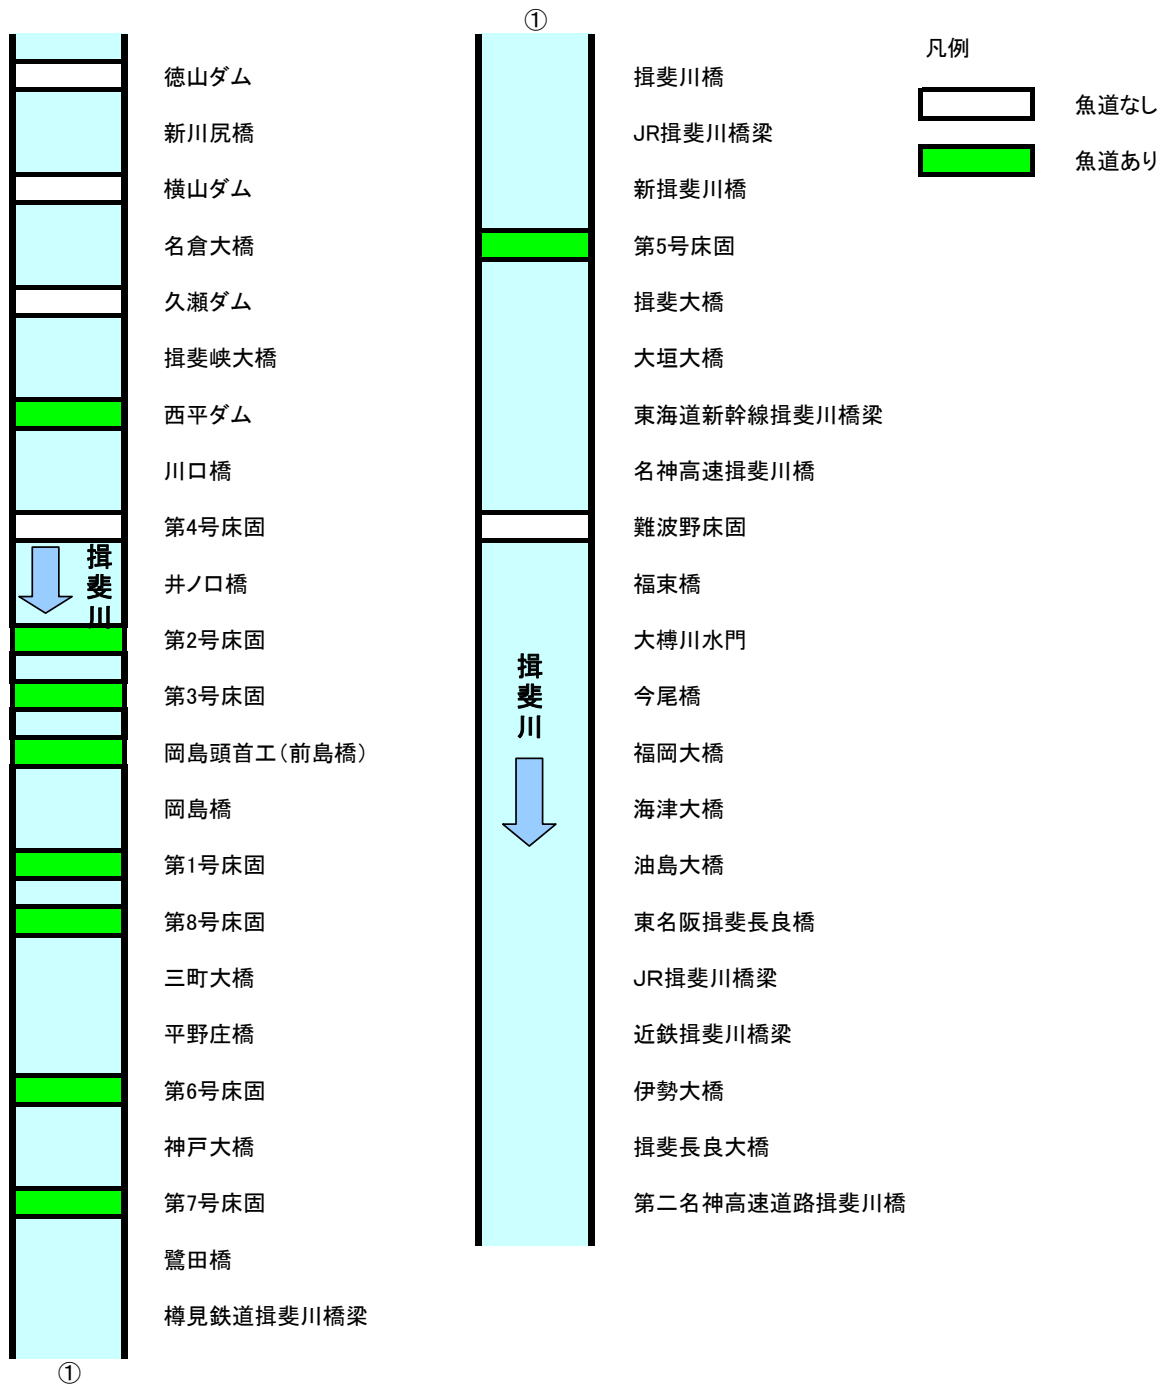 徳山ダム
新川尻橋
横山ダム
名倉大橋
久瀬ダム
揖斐峡大橋
西平ダム
川口橋
第4号床固
揖斐川
井ノ口橋
第2号床固
第3号床固
岡島頭首工（前島橋）
岡島橋
第1号床固
第8号床固
三町大橋
平野庄橋
第6号床固
神戸大橋
第7号床固
鷺田橋
樽見鉄道揖斐川橋梁
①
①
揖斐川橋
JR揖斐川橋梁
新揖斐川橋
第5号床固
揖斐大橋
大垣大橋
東海道新幹線揖斐川橋梁
名神高速揖斐川橋
難波野床固
福束橋
大榑川水門
揖斐川
今尾橋
福岡大橋
海津大橋
油島大橋
東名阪揖斐長良橋
JR揖斐川橋梁
近鉄揖斐川橋梁
伊勢大橋
揖斐長良大橋
第二名神高速道路揖斐川橋
凡例
魚道なし
魚道あり